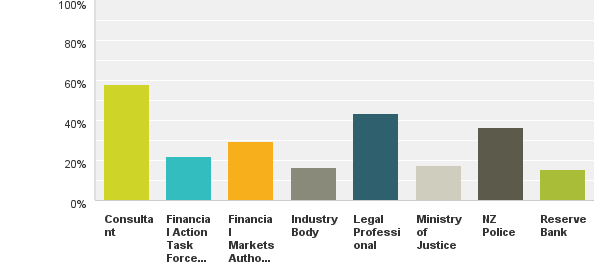 100%
80%
60%
40%
20%
0%
Consulta
nt
Financia
l Action
Task
Force...
Financia
l
Markets
Autho...
Industry
Body
Legal
Professi
onal
Ministry
of
Justice
NZ
Police
Reserve
Bank